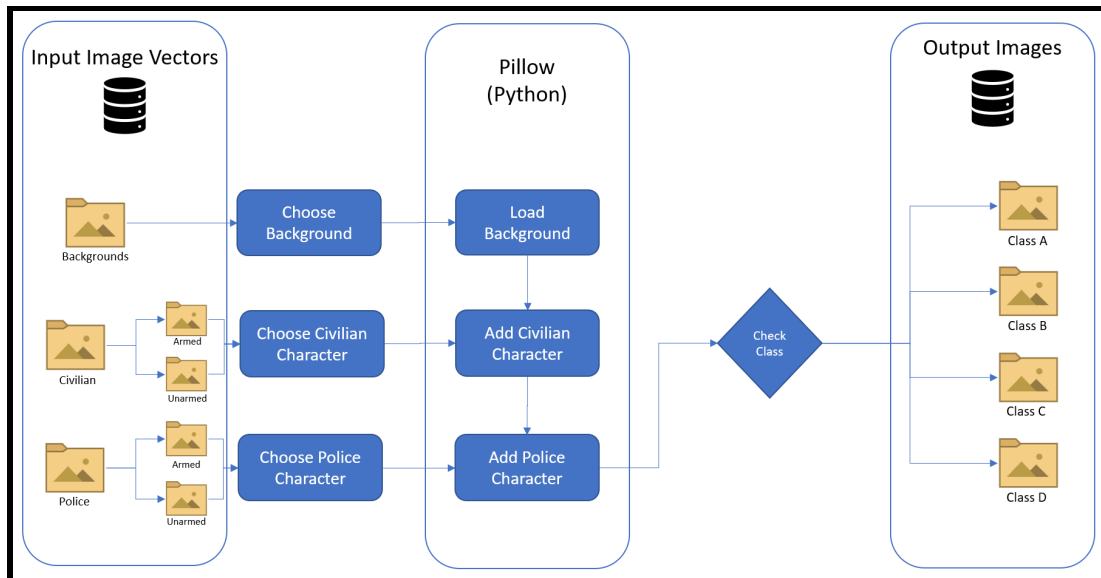 Input Image Vectors
Pillow
(Python)
Output Images
Backgrounds
Choose
Background
Load
Background
Class A
Civilian
Armed
Unarmed
Choose Civilian
Character
Add Civilian
Character
Check
Class
Class B
Class C
Police
Armed
Unarmed
Choose Police
Character
Add Police
Character
Class D